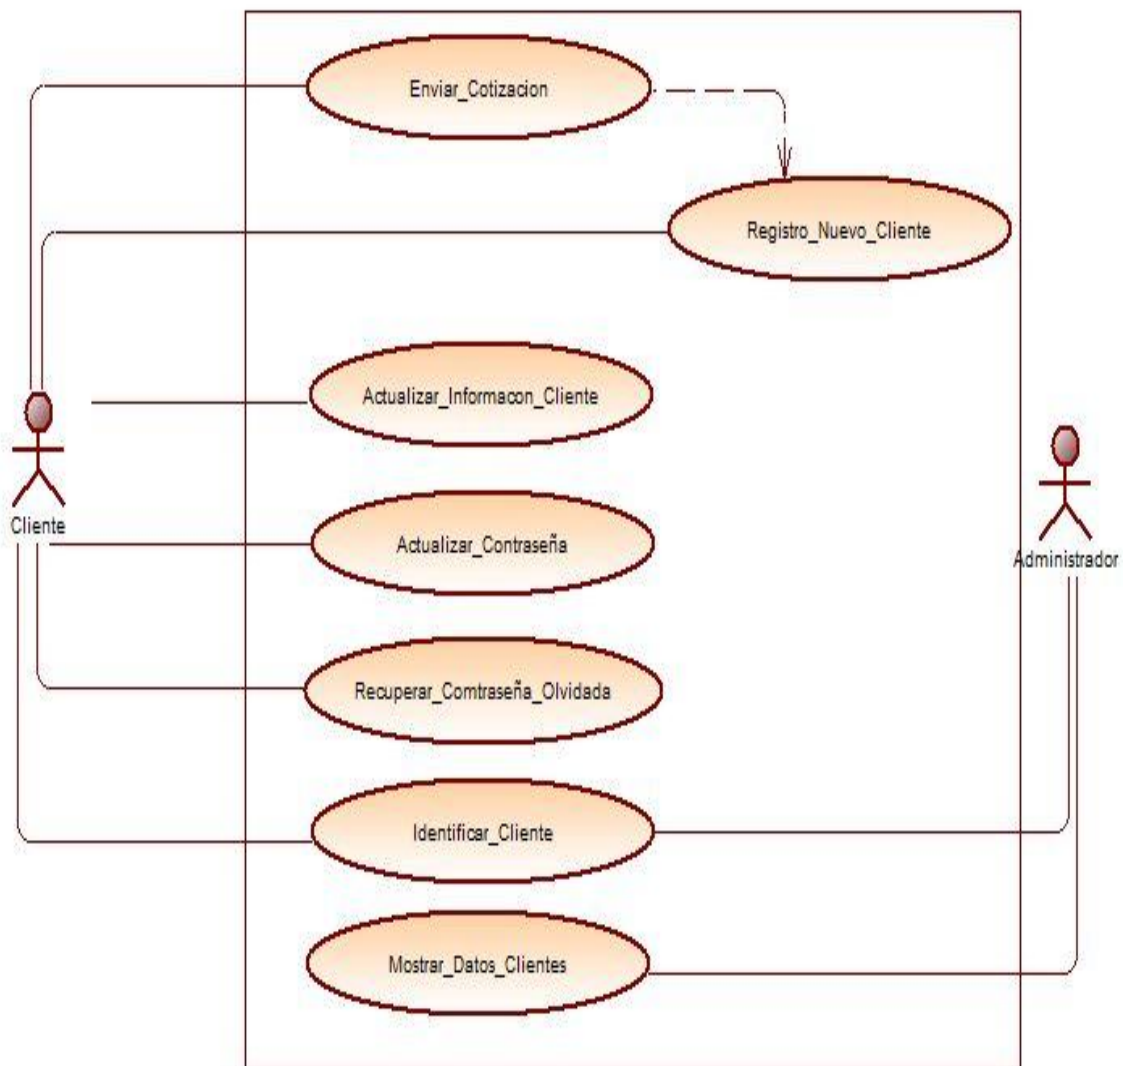 Enviar_Cotizacion
Registro_Nuevo_Cliente
Actualizar_Informacon_Cliente
Cliente
Actualizar_Contraseña
Administrador
Recuperar_Comtraseña_Olvidada
Identificar_Cliente
Mostrar_Datos_Clientes